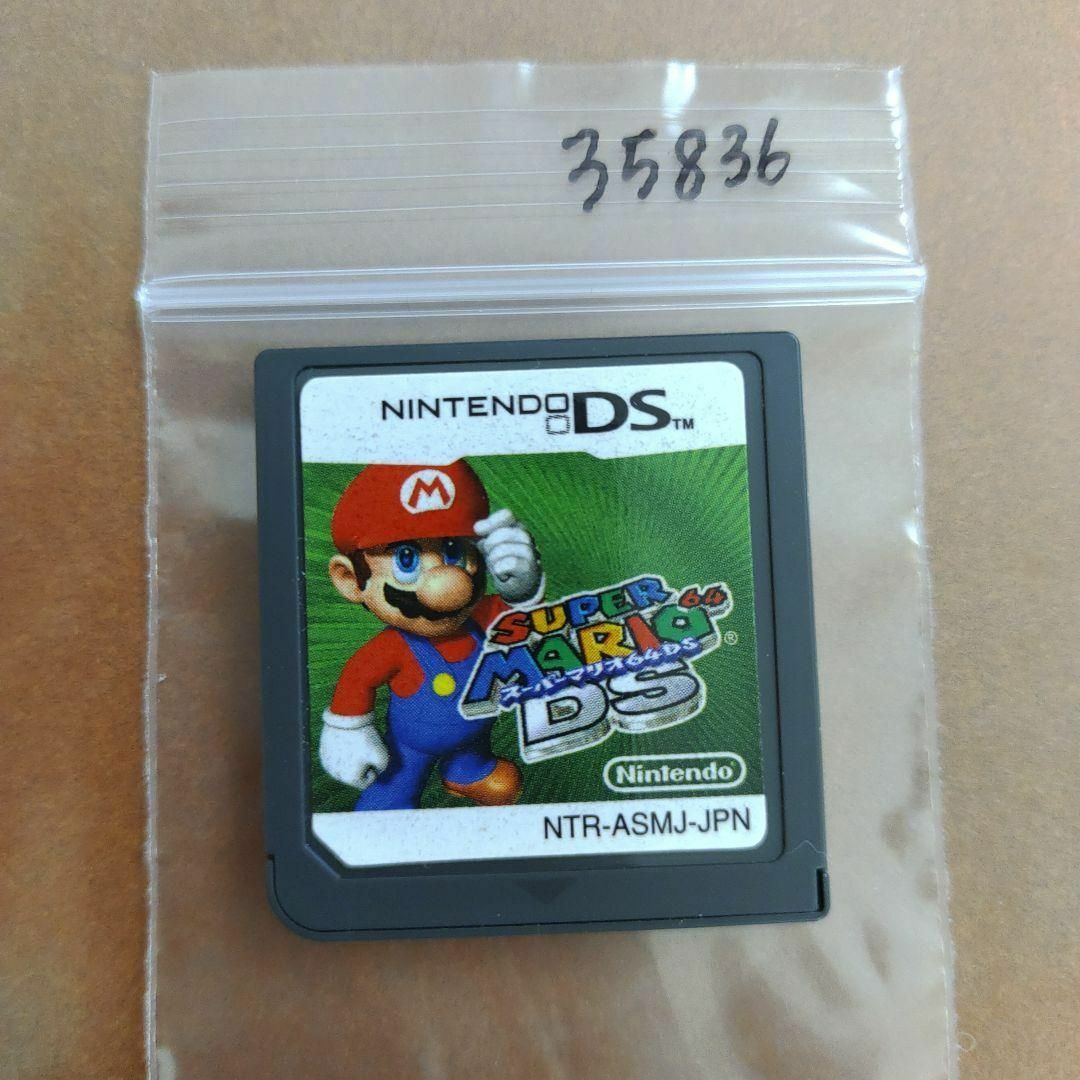 35836
NINTENDO DS™
M
SUPER
MARIO 64
スーパーマリオ64DS
DS ®
Nintendo
NTR-ASMJ-JPN